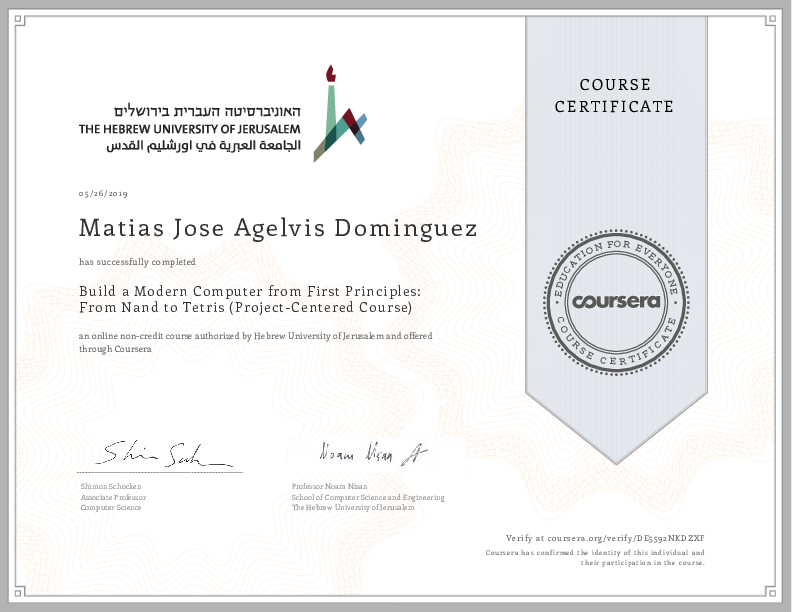 האוניברסיטה העברית בירושלים
THE HEBREW UNIVERSITY OF JERUSALEM
الجامعة العبرية في اورشليم القدس
COURSE
CERTIFICATE
05/26/2019
Matias Jose Agelvis Dominguez
has successfully completed
Build a Modern Computer from First Principles:
From Nand to Tetris (Project-Centered Course)
an online non-credit course authorized by Hebrew University of Jerusalem and offered
through Coursera
EDUCATION FOR EVERYONE
coursera
COURSE CERTIFICATE
Noam Nisan
Shimon Schocken
Associate Professor
Computer Science
Professor Noam Nisan
School of Computer Science and Engineering
The Hebrew University of Jerusalem
Verify at coursera.org/verify/DE5592NKDZXF
Coursera has confirmed the identity of this individual and
their participation in the course.